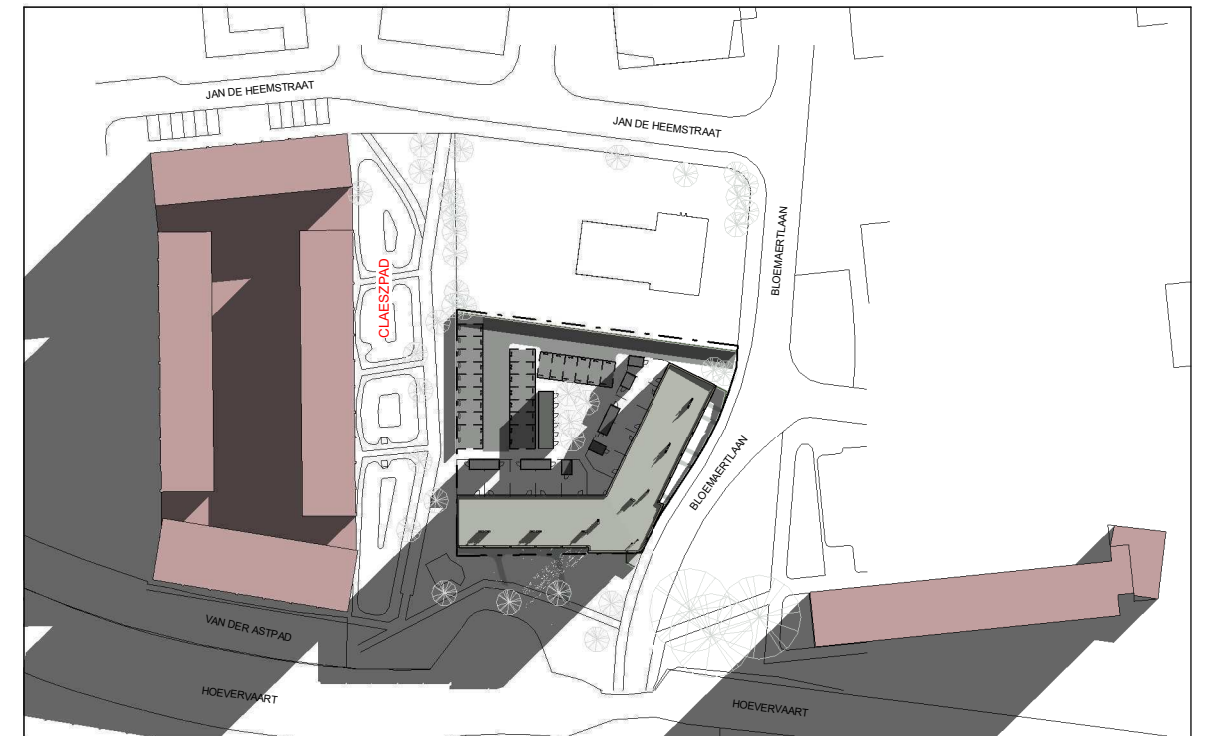 JAN DE HEEMSTRAAT
JAN DE HEEMSTRAAT
BLOEMAERTLAAN
CLAESZPAD
BLOEMAERTLAAN
VAN DER ASTPAD
HOEVERVAART
HOEVERVAART